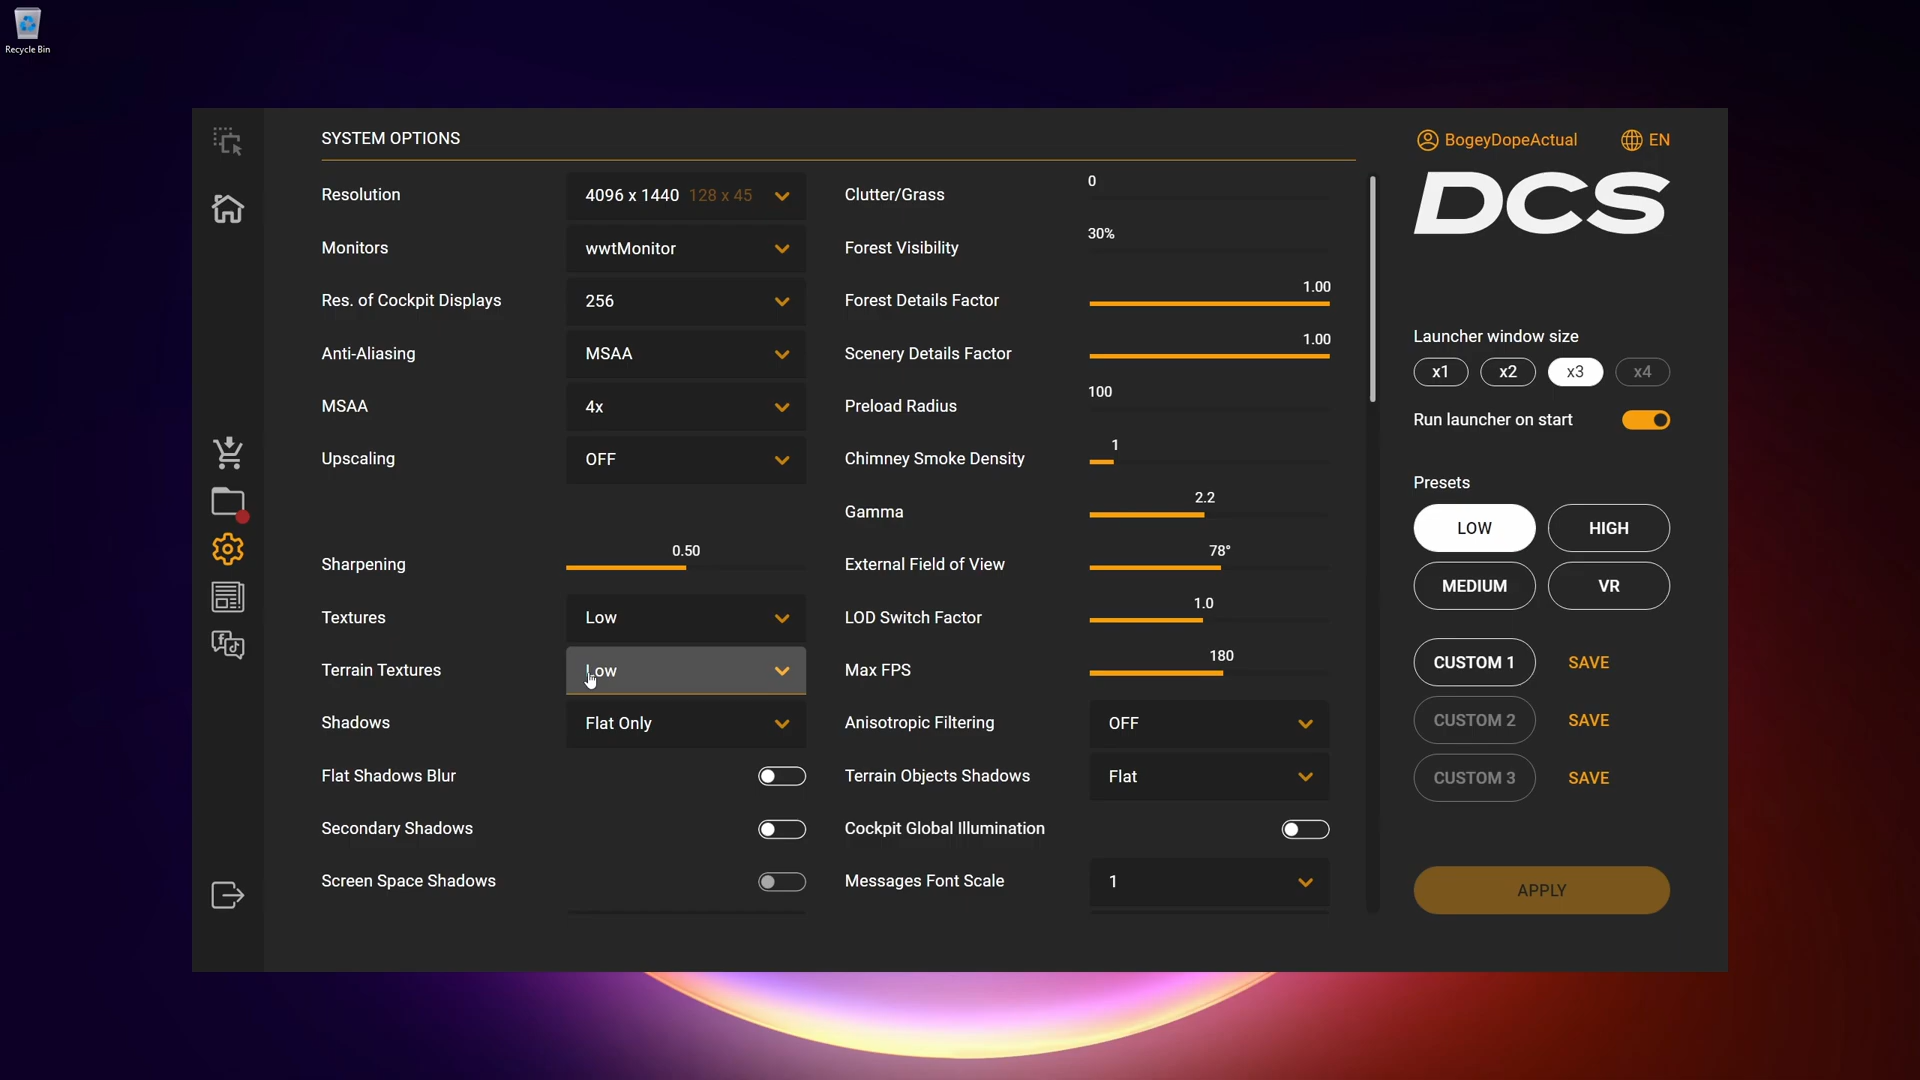 Recycle Bin
SYSTEM OPTIONS
BogeyDopeActual
EN
DCS
Resolution
4096 x 1440 128 x 45
Monitors
wwtMonitor
Res. of Cockpit Displays
256
Anti-Aliasing
MSAA
MSAA
4x
Upscaling
OFF
Sharpening
0.50
Textures
Low
Terrain Textures
Low
Shadows
Flat Only
Flat Shadows Blur
Secondary Shadows
Screen Space Shadows
Clutter/Grass
0
Forest Visibility
30%
Forest Details Factor
1.00
Scenery Details Factor
1.00
Preload Radius
100
Chimney Smoke Density
1
Gamma
2.2
External Field of View
78°
LOD Switch Factor
1.0
Max FPS
180
Anisotropic Filtering
OFF
Terrain Objects Shadows
Flat
Cockpit Global Illumination
Messages Font Scale
1
Launcher window size
x1 x2 x3 x4
Run launcher on start
Presets
LOW HIGH
MEDIUM VR
CUSTOM 1 SAVE
CUSTOM 2 SAVE
CUSTOM 3 SAVE
APPLY